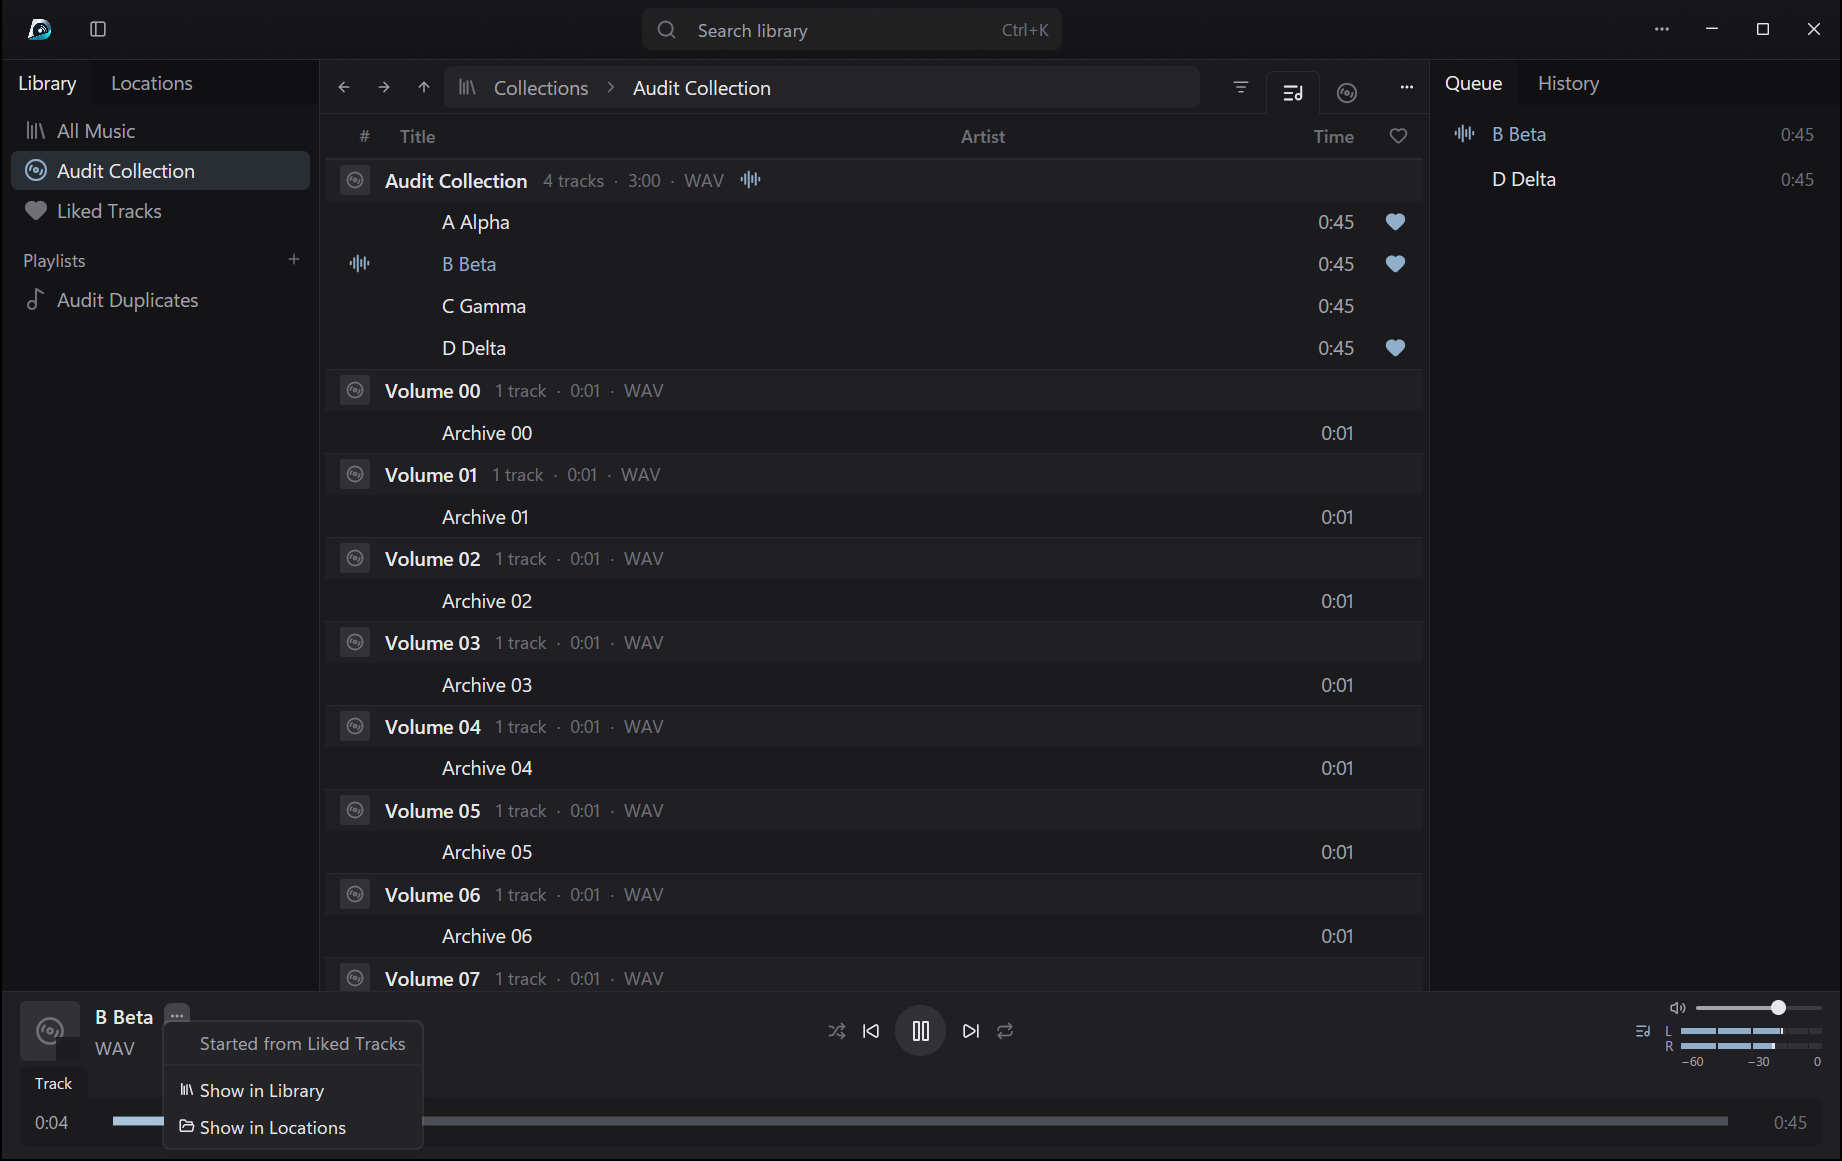 Search library Ctrl+K
Library Locations
All Music
Audit Collection
Liked Tracks
Playlists
Audit Duplicates
Collections Audit Collection
# Title Artist Time
Audit Collection 4 tracks · 3:00 · WAV
A Alpha 0:45
B Beta 0:45
C Gamma 0:45
D Delta 0:45
Volume 00 1 track · 0:01 · WAV
Archive 00 0:01
Volume 01 1 track · 0:01 · WAV
Archive 01 0:01
Volume 02 1 track · 0:01 · WAV
Archive 02 0:01
Volume 03 1 track · 0:01 · WAV
Archive 03 0:01
Volume 04 1 track · 0:01 · WAV
Archive 04 0:01
Volume 05 1 track · 0:01 · WAV
Archive 05 0:01
Volume 06 1 track · 0:01 · WAV
Archive 06 0:01
Volume 07 1 track · 0:01 · WAV
Queue History
B Beta 0:45
D Delta 0:45
B Beta
WAV
Started from Liked Tracks
Show in Library
Show in Locations
Track
0:04 0:45
L
R
-60 -30 0